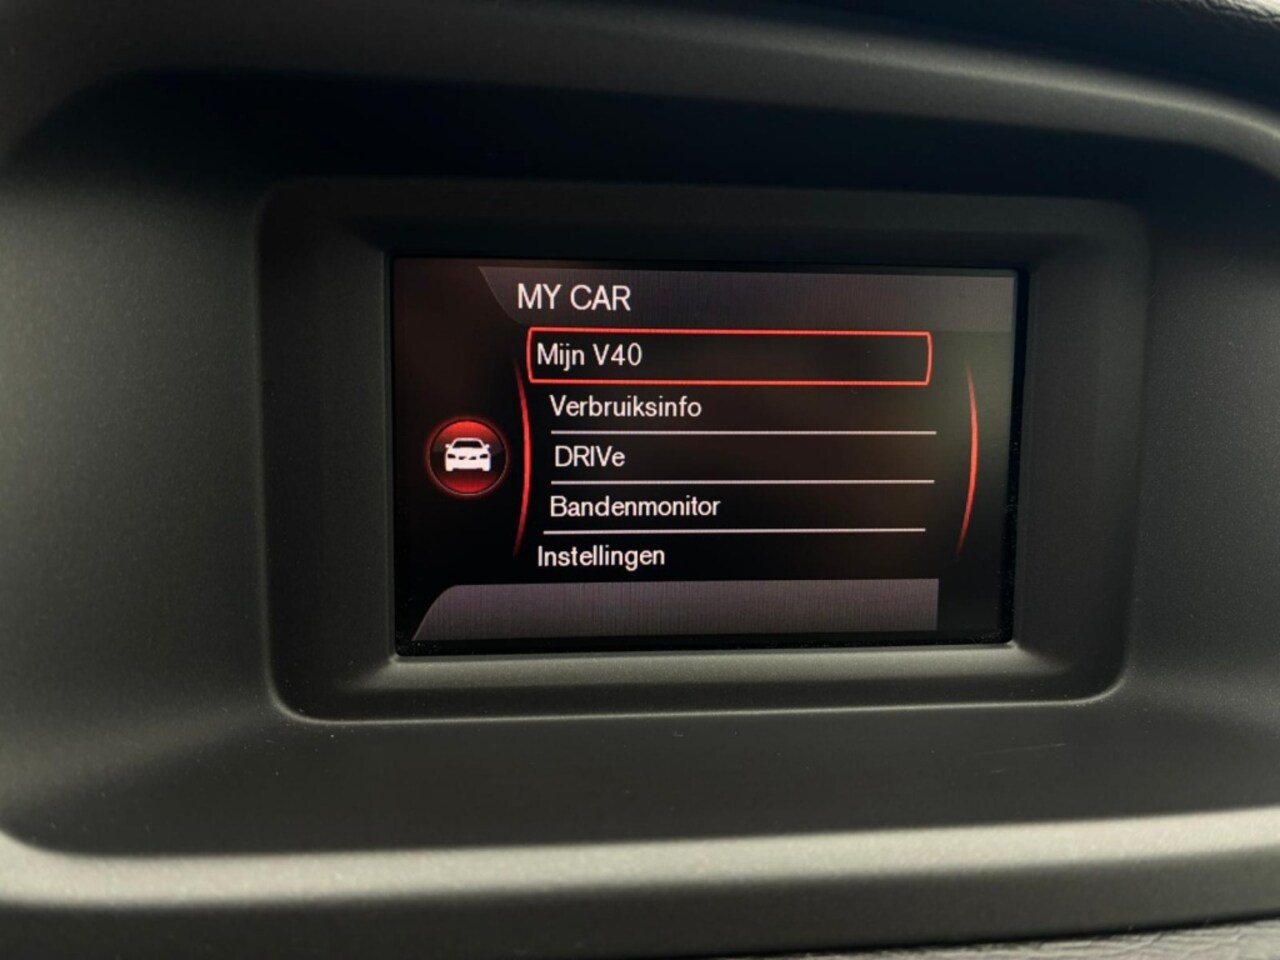 MY CAR
Mijn V40
Verbruiksinfo
DRIVe
Bandenmonitor
Instellingen